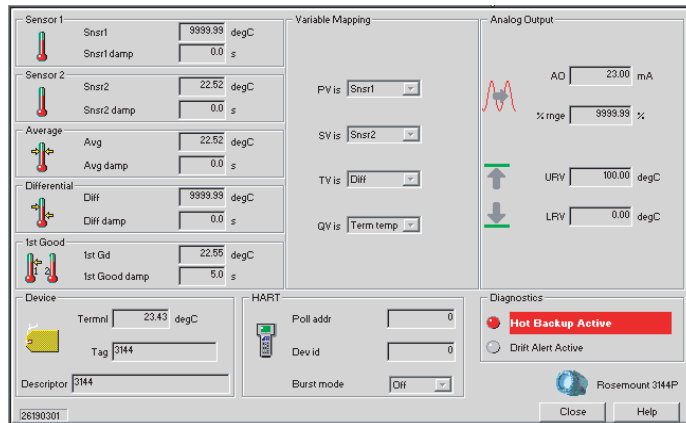 Sensor 1
Snsr1 9999.99 degC
Snsr1 damp 0.0 s
Sensor 2
Snsr2 22.52 degC
Snsr2 damp 0.0 s
Average
Avg 22.52 degC
Avg damp 0.0 s
Differential
Diff 9999.99 degC
Diff damp 0.0 s
1st Good
1 2
1st Gd 22.55 degC
1st Good damp 5.0 s
Variable Mapping
PV is Snsr1
SV is Snsr2
TV is Diff
QV is Term temp
Analog Output
AO 23.00 mA
% rnge 9999.99 %
URV 100.00 degC
LRV 0.00 degC
Device
Termnl 23.43 degC
Tag 3144
Descriptor 3144
HART
Poll addr 0
Dev id 0
Burst mode Off
Diagnostics
Hot Backup Active
Drift Alert Active
Rosemount 3144P
26190301
Close Help